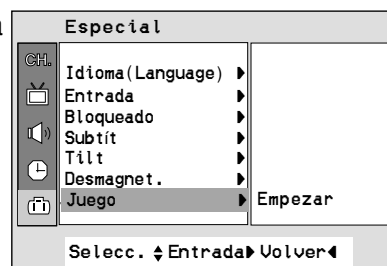 Especial
CH.
Idioma(Language)
Entrada
Bloqueado
Subtít
Tilt
Desmagnet.
Juego Empezar
Selecc. Entrada Volver